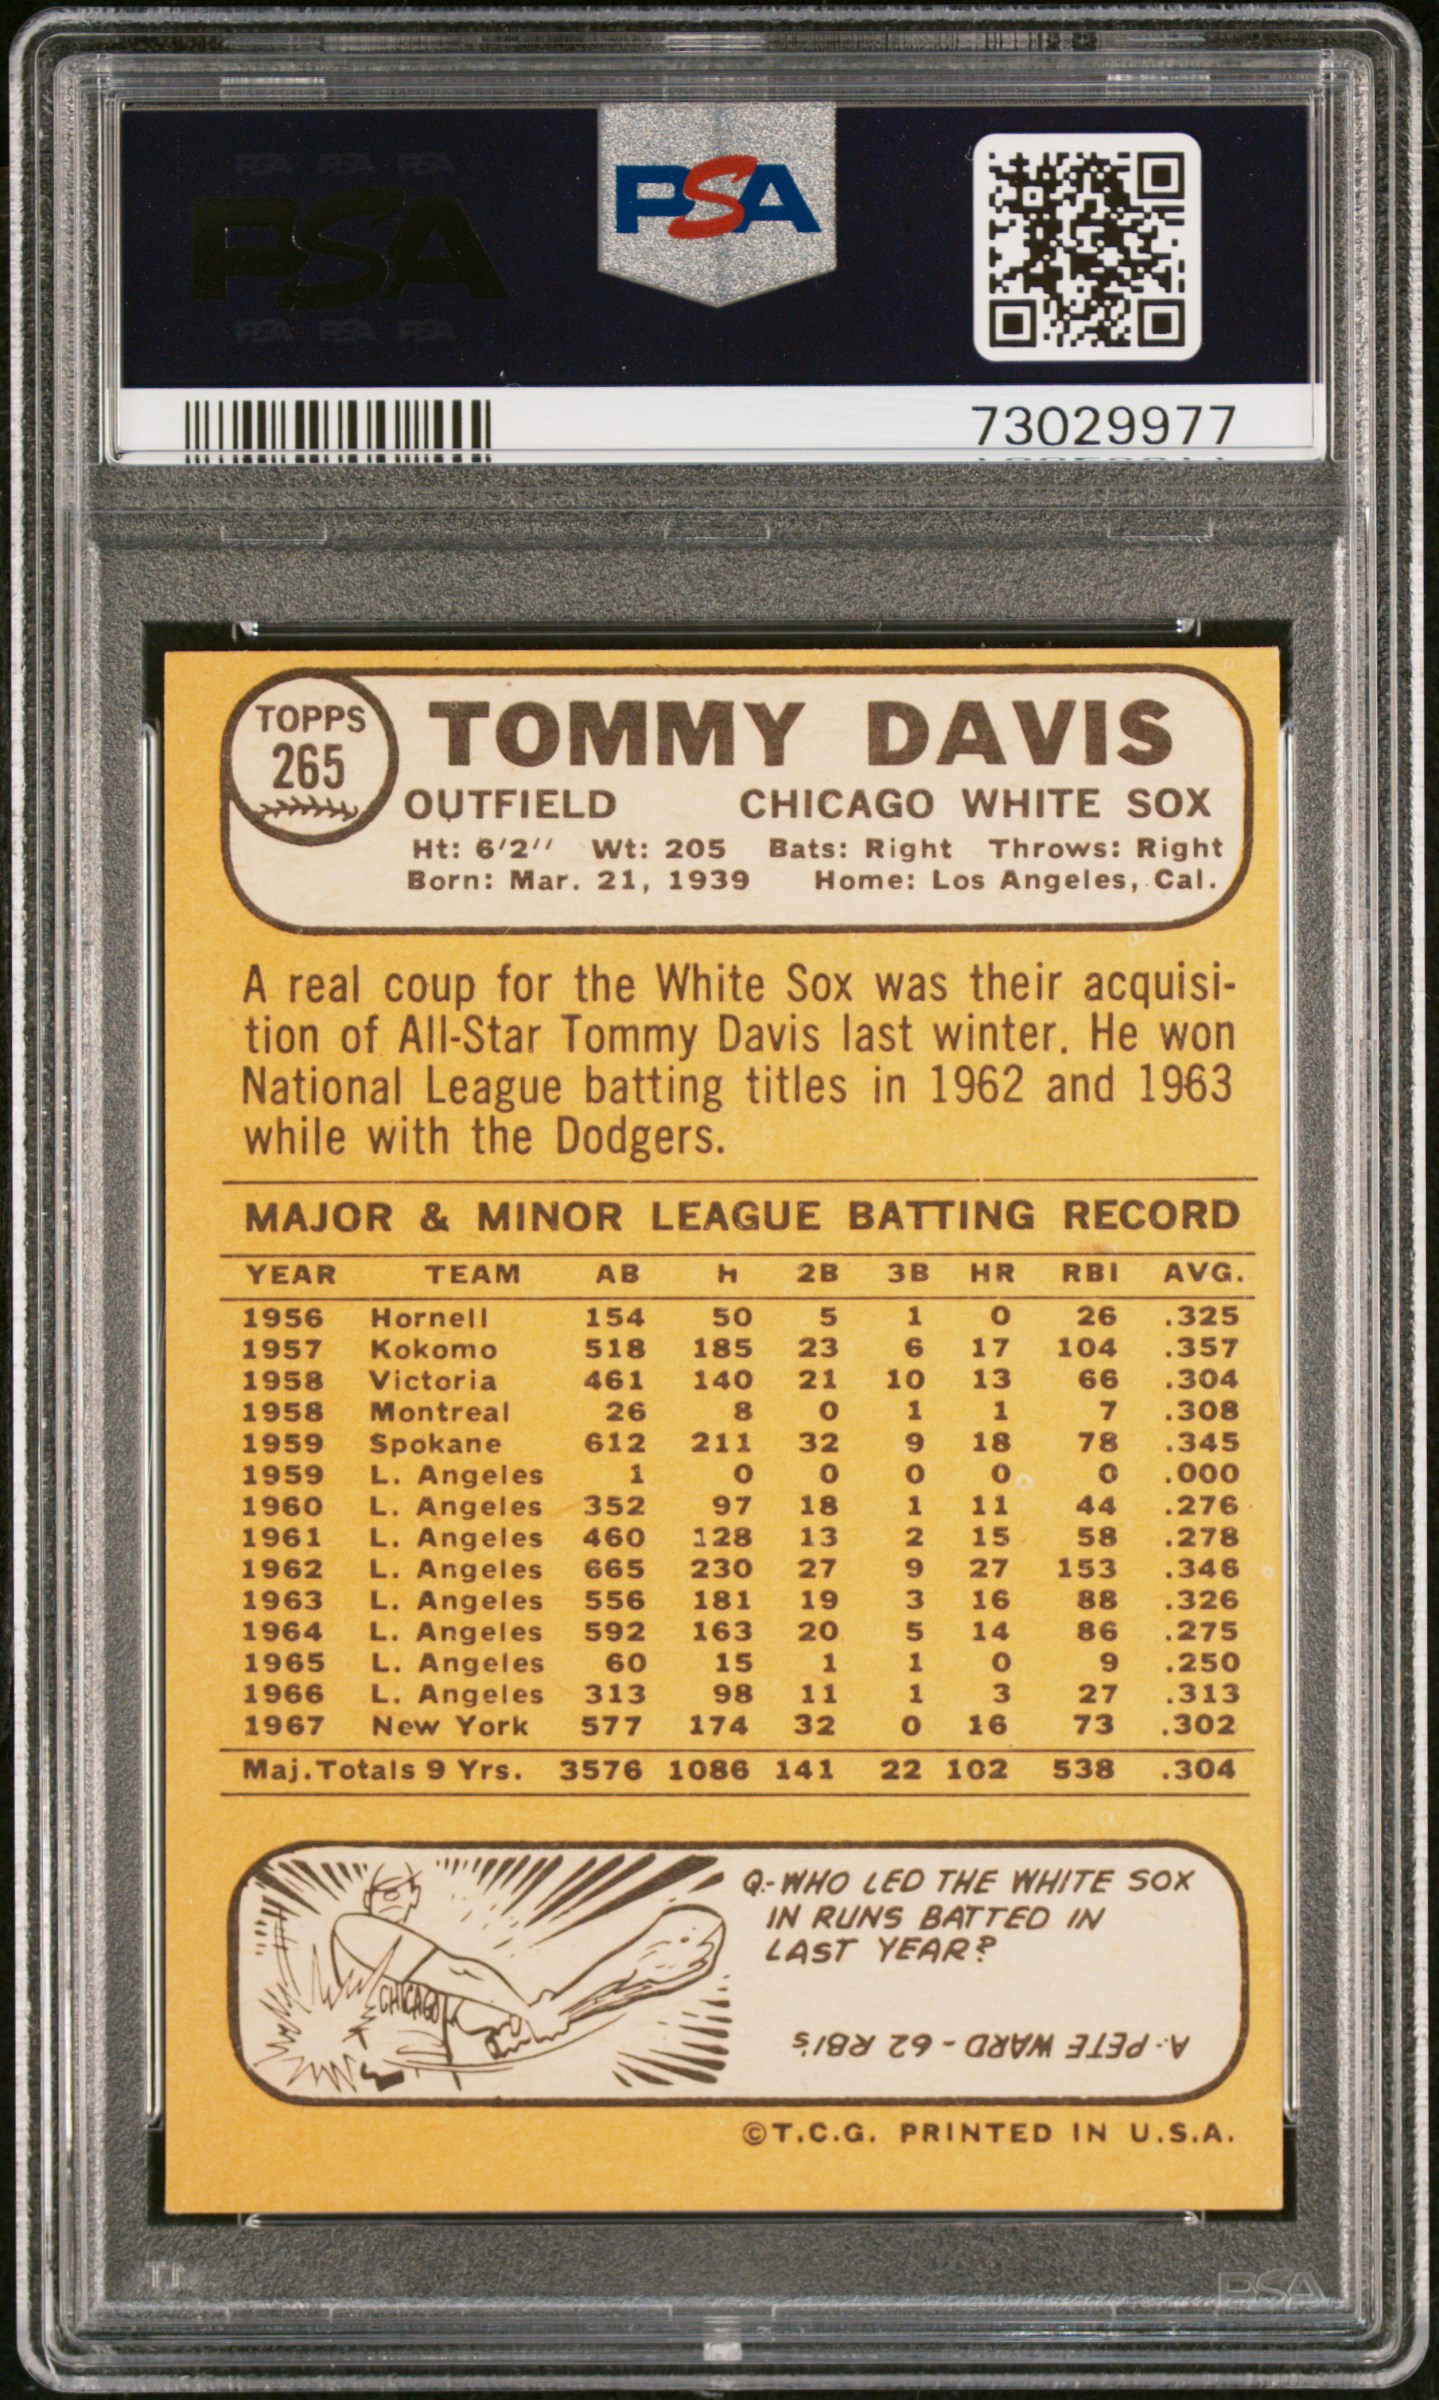 PSA PSA PSA
PSA
PSA PSA PSA
PSA
73029977
TOPPS
265
TOMMY DAVIS
OUTFIELD CHICAGO WHITE SOX
Ht: 6'2'' Wt: 205 Bats: Right Throws: Right
Born: Mar. 21, 1939 Home: Los Angeles, Cal.
A real coup for the White Sox was their acquisi-
tion of All-Star Tommy Davis last winter. He won
National League batting titles in 1962 and 1963
while with the Dodgers.
MAJOR & MINOR LEAGUE BATTING RECORD
YEAR TEAM AB H 2B 3B HR RBI AVG.
1956 Hornell 154 50 5 1 0 26 .325
1957 Kokomo 518 185 23 6 17 104 .357
1958 Victoria 461 140 21 10 13 66 .304
1958 Montreal 26 8 0 1 1 7 .308
1959 Spokane 612 211 32 9 18 78 .345
1959 L. Angeles 1 0 0 0 0 0 .000
1960 L. Angeles 352 97 18 1 11 44 .276
1961 L. Angeles 460 128 13 2 15 58 .278
1962 L. Angeles 665 230 27 9 27 153 .346
1963 L. Angeles 556 181 19 3 16 88 .326
1964 L. Angeles 592 163 20 5 14 86 .275
1965 L. Angeles 60 15 1 1 0 9 .250
1966 L. Angeles 313 98 11 1 3 27 .313
1967 New York 577 174 32 0 16 73 .302
Maj. Totals 9 Yrs. 3576 1086 141 22 102 538 .304
CHICAGO
Q.- WHO LED THE WHITE SOX
IN RUNS BATTED IN
LAST YEAR?
A.- PETE WARD - 62 RBI's
©T.C.G. PRINTED IN U.S.A.
PSA